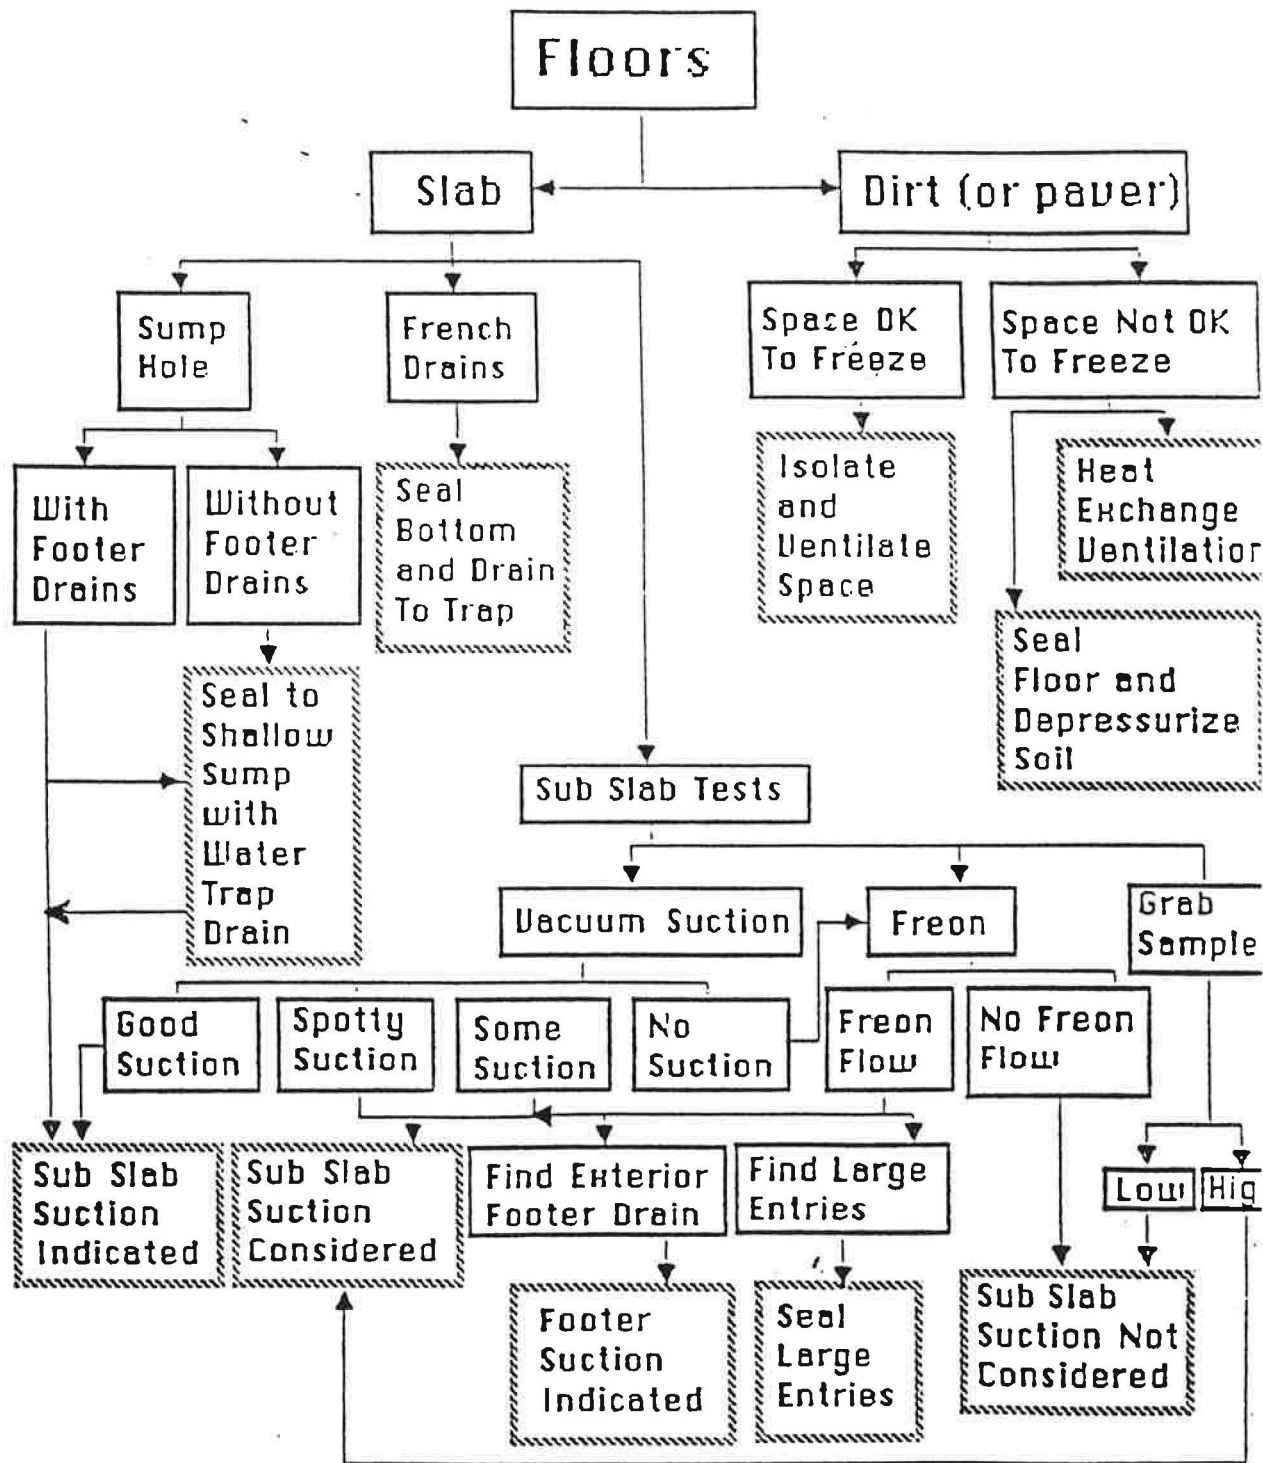 Floors
Slab
Dirt (or paver)
Sump
Hole
French
Drains
Space OK
To Freeze
Space Not OK
To Freeze
With
Footer
Drains
Without
Footer
Drains
Seal
Bottom
and Drain
To Trap
Isolate
and
Ventilate
Space
Heat
Exchange
Ventilation
Seal
Floor and
Depressurize
Soil
Seal to
Shallow
Sump
with
Water
Trap
Drain
Sub Slab Tests
Vacuum Suction
Freon
Grab
Sample
Good
Suction
Spotty
Suction
Some
Suction
No
Suction
Freon
Flow
No Freon
Flow
Sub Slab
Suction
Indicated
Sub Slab
Suction
Considered
Find Exterior
Footer Drain
Find Large
Entries
Low
Hig
Footer
Suction
Indicated
Seal
Large
Entries
Sub Slab
Suction Not
Considered